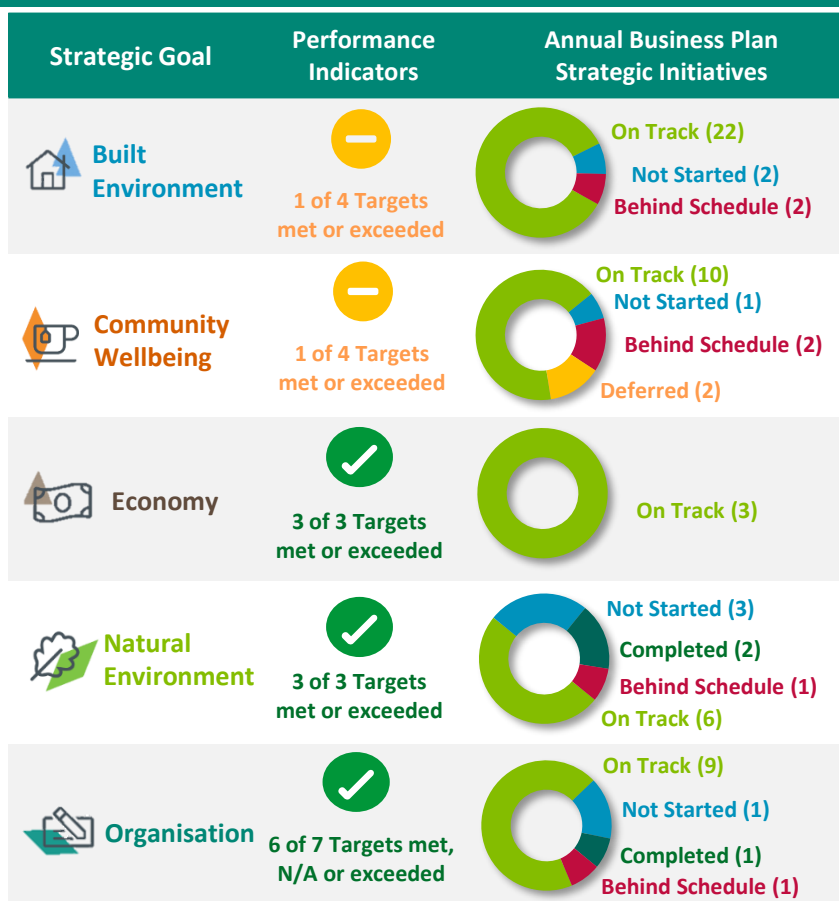 Strategic Goal
Performance
Indicators
Annual Business Plan
Strategic Initiatives
Built
Environment
1 of 4 Targets
met or exceeded
On Track (22)
Not Started (2)
Behind Schedule (2)
Community
Wellbeing
1 of 4 Targets
met or exceeded
On Track (10)
Not Started (1)
Behind Schedule (2)
Deferred (2)
Economy
3 of 3 Targets
met or exceeded
On Track (3)
Natural
Environment
3 of 3 Targets
met or exceeded
Not Started (3)
Completed (2)
Behind Schedule (1)
On Track (6)
Organisation
6 of 7 Targets met,
N/A or exceeded
On Track (9)
Not Started (1)
Completed (1)
Behind Schedule (1)